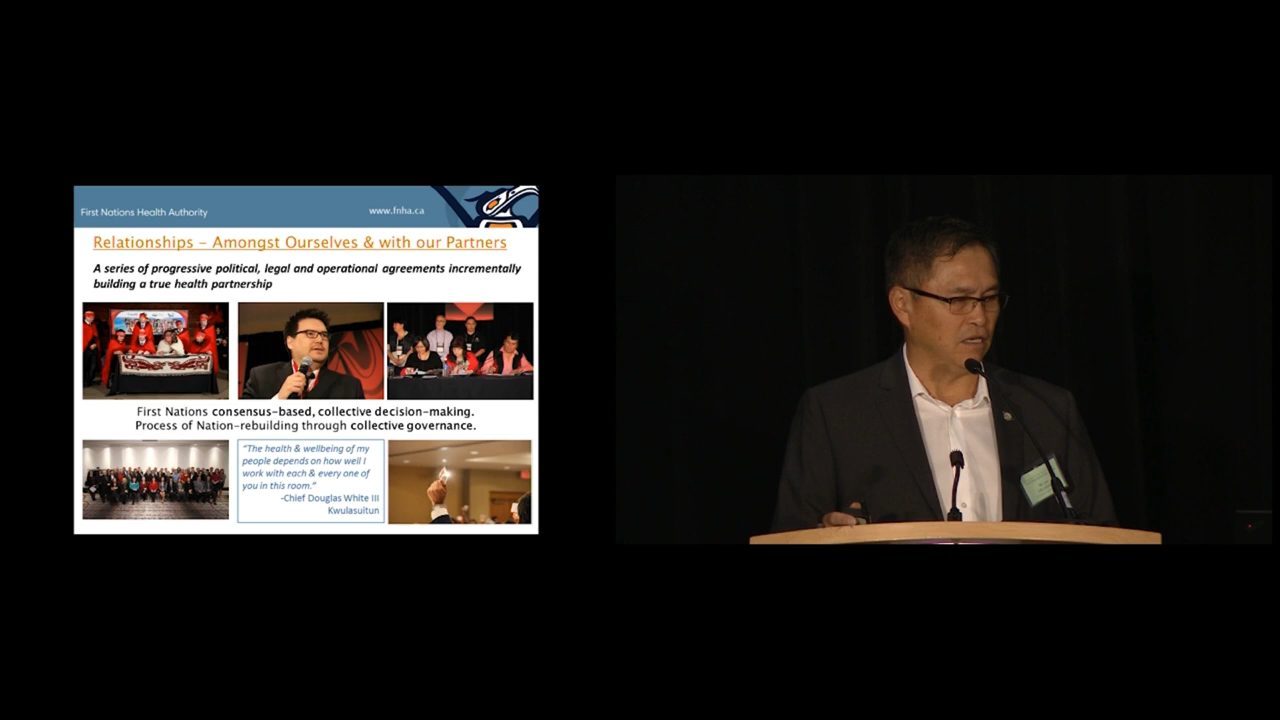 First Nations Health Authority
www.fnha.ca
Relationships – Amongst Ourselves & with our Partners
A series of progressive political, legal and operational agreements incrementally
building a true health partnership
First Nations consensus-based, collective decision-making.
Process of Nation-rebuilding through collective governance.
"The health & wellbeing of my
people depends on how well I
work with each & every one of
you in this room."
-Chief Douglas White III
Kwulasuitun